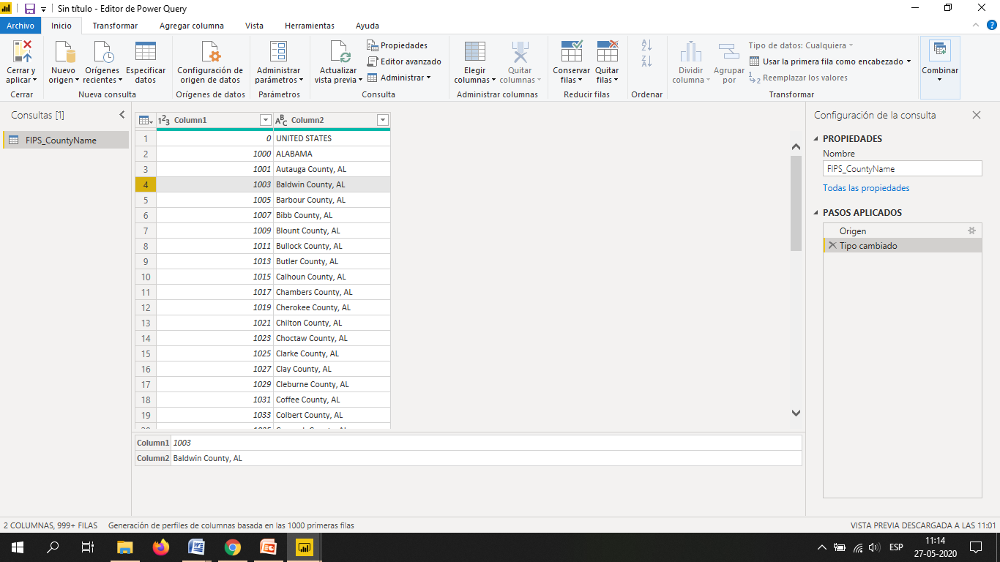 Sin título - Editor de Power Query
Archivo Inicio Transformar Agregar columna Vista Herramientas Ayuda
Cerrar y aplicar
Cerrar
Nuevo origen
Orígenes recientes
Especificar datos
Nueva consulta
Configuración de origen de datos
Orígenes de datos
Administrar parámetros
Parámetros
Actualizar vista previa
Propiedades
Editor avanzado
Administrar
Consulta
Elegir columnas
Quitar columnas
Administrar columnas
Conservar filas
Quitar filas
Reducir filas
A
Z
Z
A
Ordenar
Dividir columna
Agrupar por
Tipo de datos: Cualquiera
Usar la primera fila como encabezado
1 2 Reemplazar los valores
Transformar
Combinar
Consultas [1]
FIPS_CountyName
123 Column1 ABC Column2
1 0 UNITED STATES
2 1000 ALABAMA
3 1001 Autauga County, AL
4 1003 Baldwin County, AL
5 1005 Barbour County, AL
6 1007 Bibb County, AL
7 1009 Blount County, AL
8 1011 Bullock County, AL
9 1013 Butler County, AL
10 1015 Calhoun County, AL
11 1017 Chambers County, AL
12 1019 Cherokee County, AL
13 1021 Chilton County, AL
14 1023 Choctaw County, AL
15 1025 Clarke County, AL
16 1027 Clay County, AL
17 1029 Cleburne County, AL
18 1031 Coffee County, AL
19 1033 Colbert County, AL
Column1 1003
Column2 Baldwin County, AL
Configuración de la consulta
PROPIEDADES
Nombre
FIPS_CountyName
Todas las propiedades
PASOS APLICADOS
Origen
Tipo cambiado
2 COLUMNAS, 999+ FILAS Generación de perfiles de columnas basada en las 1000 primeras filas VISTA PREVIA DESCARGADA A LAS 11:01
ESP
11:14
27-05-2020